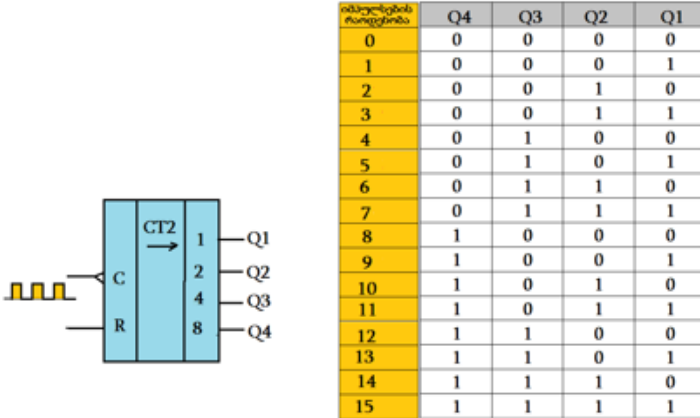 CT2
C
R
1
2
4
8
Q1
Q2
Q3
Q4
იმპულსების
რაოდენობა
Q4 Q3 Q2 Q1
0 0 0 0 0
1 0 0 0 1
2 0 0 1 0
3 0 0 1 1
4 0 1 0 0
5 0 1 0 1
6 0 1 1 0
7 0 1 1 1
8 1 0 0 0
9 1 0 0 1
10 1 0 1 0
11 1 0 1 1
12 1 1 0 0
13 1 1 0 1
14 1 1 1 0
15 1 1 1 1